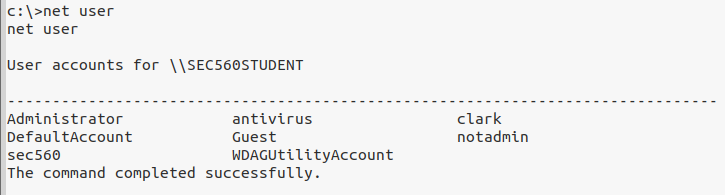 c:\>net user
net user
User accounts for \\SEC560STUDENT
-------------------------------------------------------------------------------
Administrator            antivirus                clark
DefaultAccount           Guest                    notadmin
sec560                   WDAGUtilityAccount
The command completed successfully.